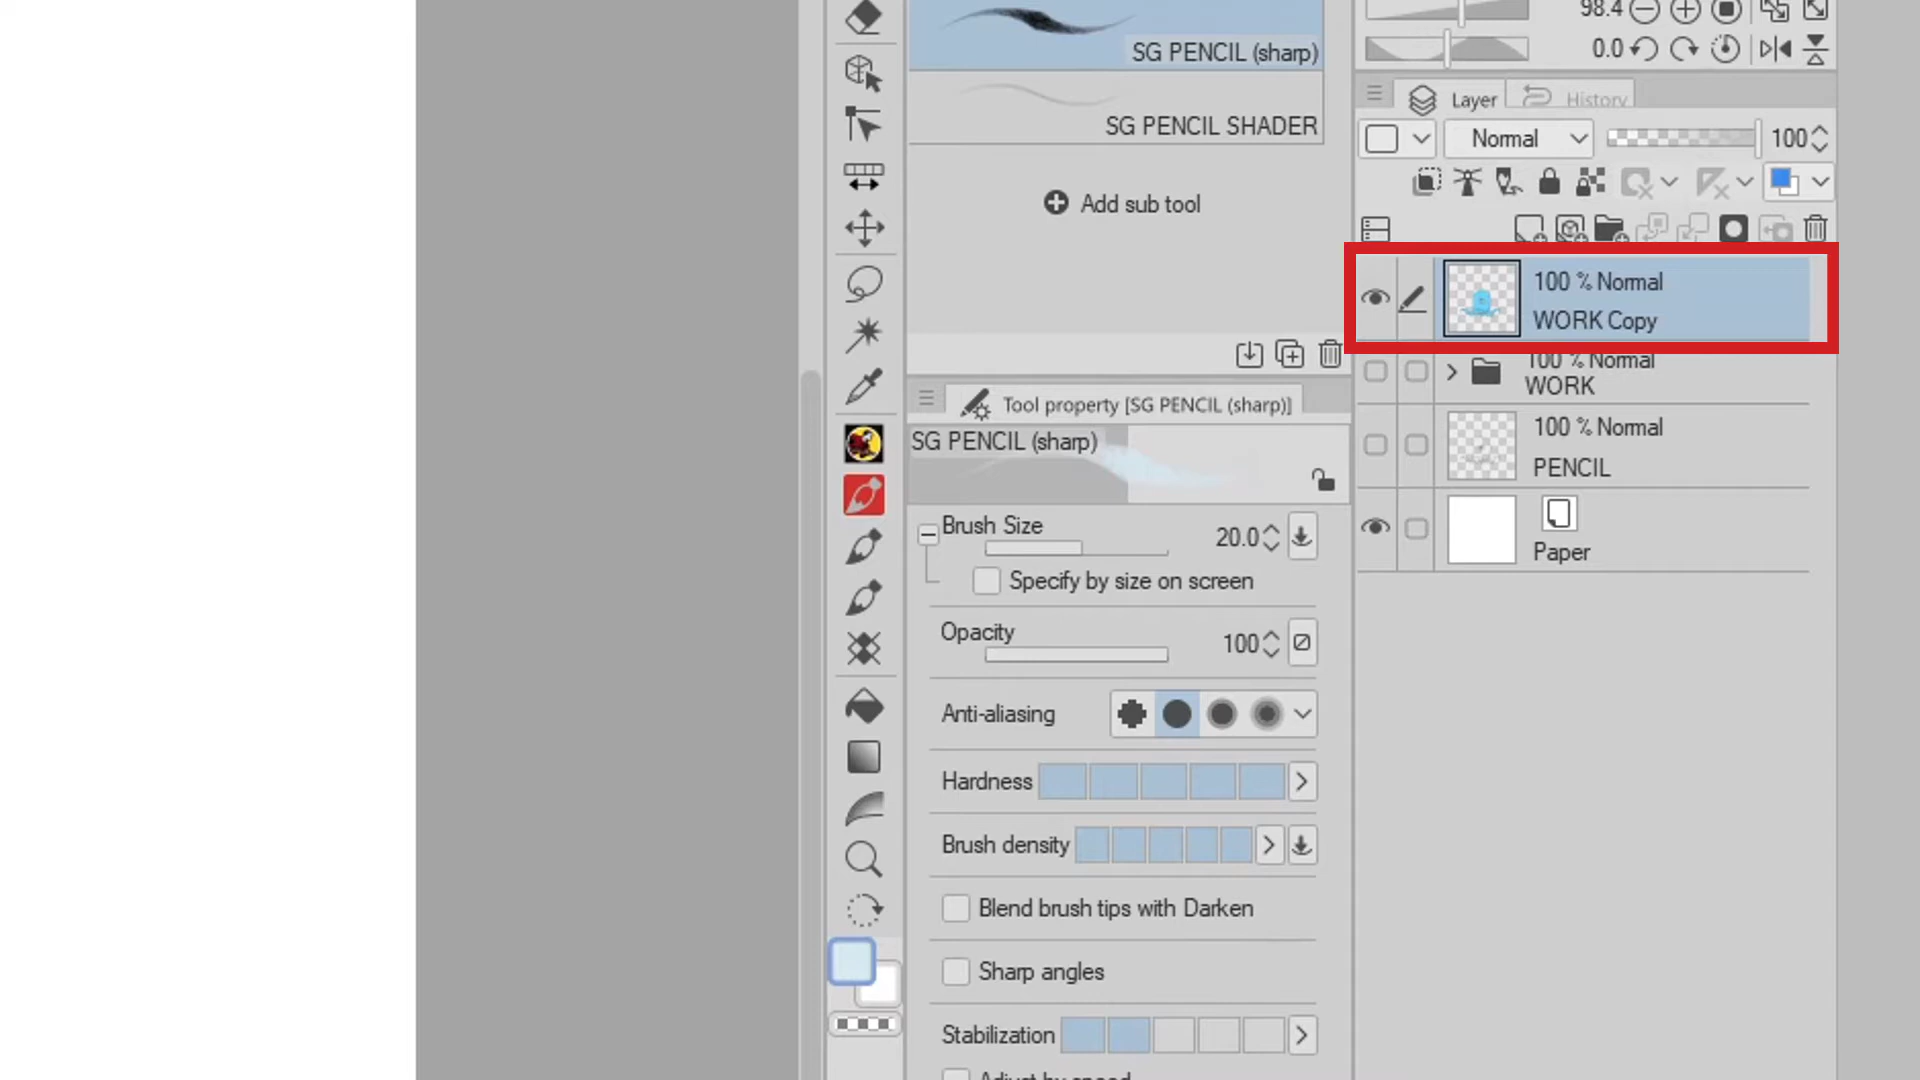 SG PENCIL (sharp)
SG PENCIL SHADER
Add sub tool
Tool property [SG PENCIL (sharp)]
SG PENCIL (sharp)
Brush Size
20.0
Specify by size on screen
Opacity
100
Anti-aliasing
Hardness
Brush density
Blend brush tips with Darken
Sharp angles
Stabilization
Adjust by speed
98.4
0.0
Layer
History
Normal
100
100 % Normal
WORK Copy
100 % Normal
WORK
100 % Normal
PENCIL
Paper